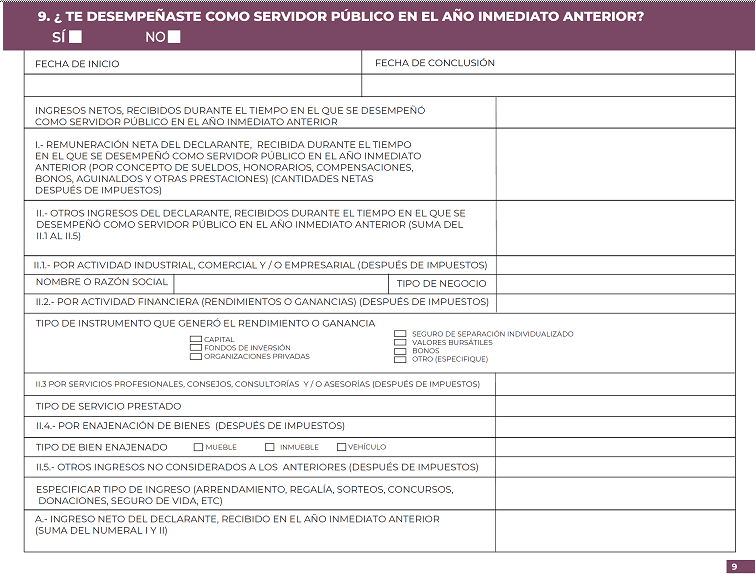 9. ¿ TE DESEMPEÑASTE COMO SERVIDOR PÚBLICO EN EL AÑO INMEDIATO ANTERIOR?
SÍ NO
FECHA DE INICIO FECHA DE CONCLUSIÓN
INGRESOS NETOS, RECIBIDOS DURANTE EL TIEMPO EN EL QUE SE DESEMPEÑÓ
COMO SERVIDOR PÚBLICO EN EL AÑO INMEDIATO ANTERIOR
I.- REMUNERACIÓN NETA DEL DECLARANTE, RECIBIDA DURANTE EL TIEMPO
EN EL QUE SE DESEMPEÑÓ COMO SERVIDOR PÚBLICO EN EL AÑO INMEDIATO
ANTERIOR (POR CONCEPTO DE SUELDOS, HONORARIOS, COMPENSACIONES,
BONOS, AGUINALDOS Y OTRAS PRESTACIONES) (CANTIDADES NETAS
DESPUÉS DE IMPUESTOS)
II.- OTROS INGRESOS DEL DECLARANTE, RECIBIDOS DURANTE EL TIEMPO EN EL QUE SE
DESEMPEÑÓ COMO SERVIDOR PÚBLICO EN EL AÑO INMEDIATO ANTERIOR (SUMA DEL
II.1 AL II.5)
II.1.- POR ACTIVIDAD INDUSTRIAL, COMERCIAL Y / O EMPRESARIAL (DESPUÉS DE IMPUESTOS)
NOMBRE O RAZÓN SOCIAL TIPO DE NEGOCIO
II.2.- POR ACTIVIDAD FINANCIERA (RENDIMIENTOS O GANANCIAS) (DESPUÉS DE IMPUESTOS)
TIPO DE INSTRUMENTO QUE GENERÓ EL RENDIMIENTO O GANANCIA
CAPITAL
FONDOS DE INVERSIÓN
ORGANIZACIONES PRIVADAS
SEGURO DE SEPARACIÓN INDIVIDUALIZADO
VALORES BURSÁTILES
BONOS
OTRO (ESPECIFIQUE)
II.3 POR SERVICIOS PROFESIONALES, CONSEJOS, CONSULTORÍAS Y / O ASESORÍAS (DESPUÉS DE IMPUESTOS)
TIPO DE SERVICIO PRESTADO
II.4.- POR ENAJENACIÓN DE BIENES (DESPUÉS DE IMPUESTOS)
TIPO DE BIEN ENAJENADO MUEBLE INMUEBLE VEHÍCULO
II.5.- OTROS INGRESOS NO CONSIDERADOS A LOS ANTERIORES (DESPUÉS DE IMPUESTOS)
ESPECIFICAR TIPO DE INGRESO (ARRENDAMIENTO, REGALÍA, SORTEOS, CONCURSOS,
DONACIONES, SEGURO DE VIDA, ETC)
A.- INGRESO NETO DEL DECLARANTE, RECIBIDO EN EL AÑO INMEDIATO ANTERIOR
(SUMA DEL NUMERAL I Y II)
9